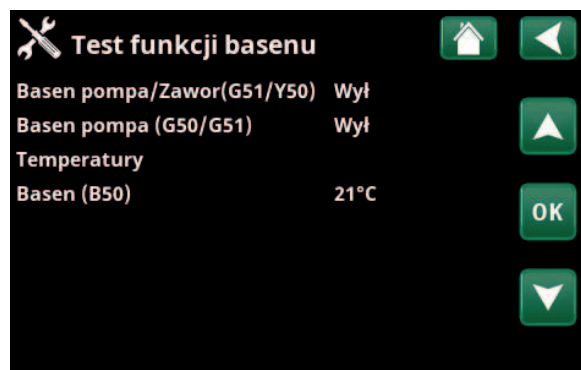 Test funkcji basenu
Basen pompa/Zawor(G51/Y50) Wył
Basen pompa (G50/G51) Wył
Temperatury
Basen (B50) 21°C
OK